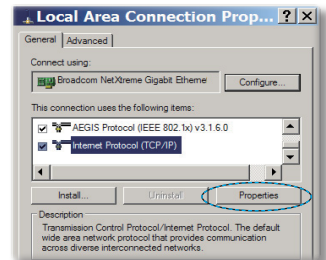 Local Area Connection Prop...
General Advanced
Connect using:
Broadcom NetXtreme Gigabit Etherne
Configure...
This connection uses the following items:
AEGIS Protocol (IEEE 802.1x) v3.1.6.0
Internet Protocol (TCP/IP)
Install... Uninstall Properties
Description
Transmission Control Protocol/Internet Protocol. The default
wide area network protocol that provides communication
across diverse interconnected networks.